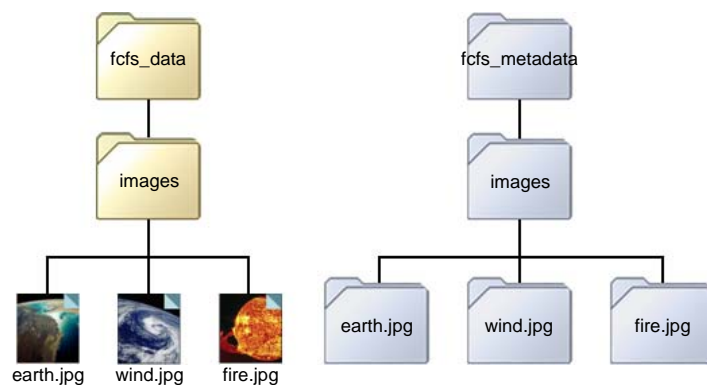 fcfs_data
images
earth.jpg
wind.jpg
fire.jpg
fcfs_metadata
images
earth.jpg
wind.jpg
fire.jpg